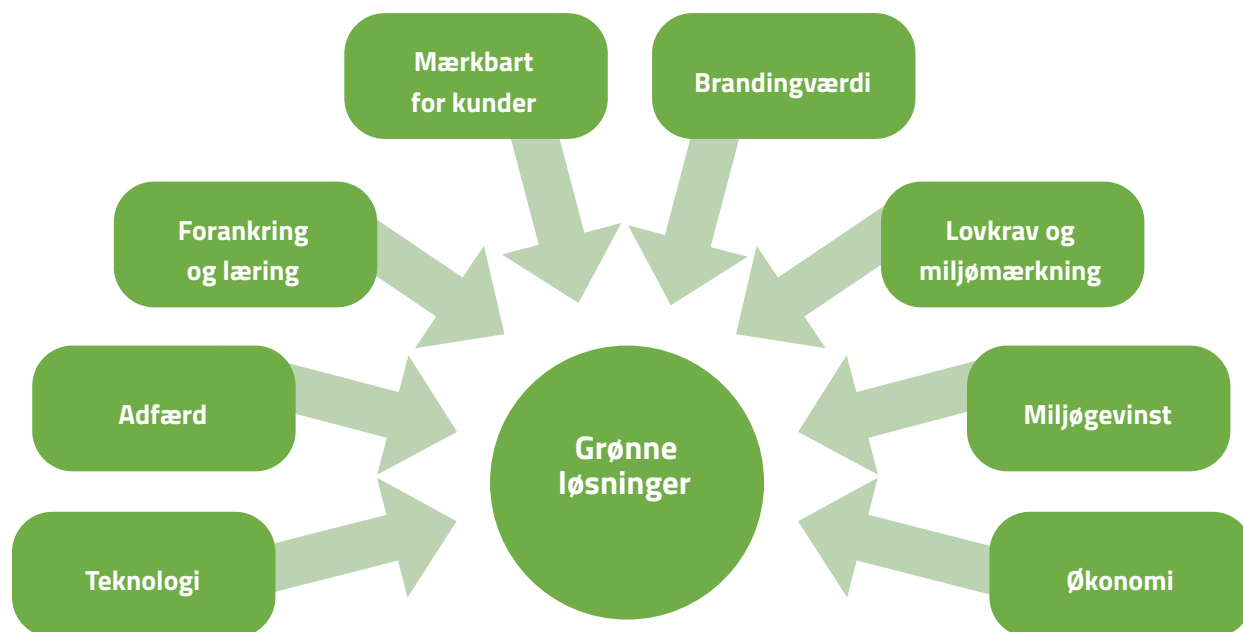 Mærkbart
for kunder
Brandingværdi
Forankring
og læring
Lovkrav og
miljømærkning
Adfærd
Miljøgevinst
Grønne
løsninger
Teknologi
Økonomi